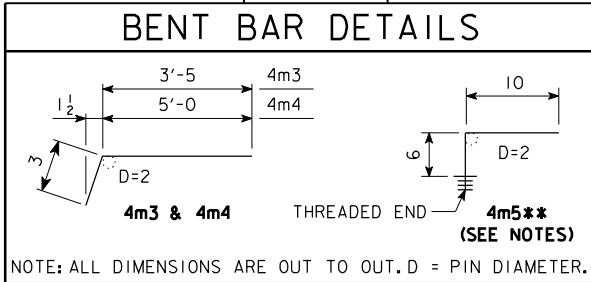 BENT BAR DETAILS
3'-5 4m3
5'-0 4m4
1 1/2
3
D=2
4m3 & 4m4
10
6
D=2
THREADED END
4m5**
(SEE NOTES)
NOTE: ALL DIMENSIONS ARE OUT TO OUT. D = PIN DIAMETER.